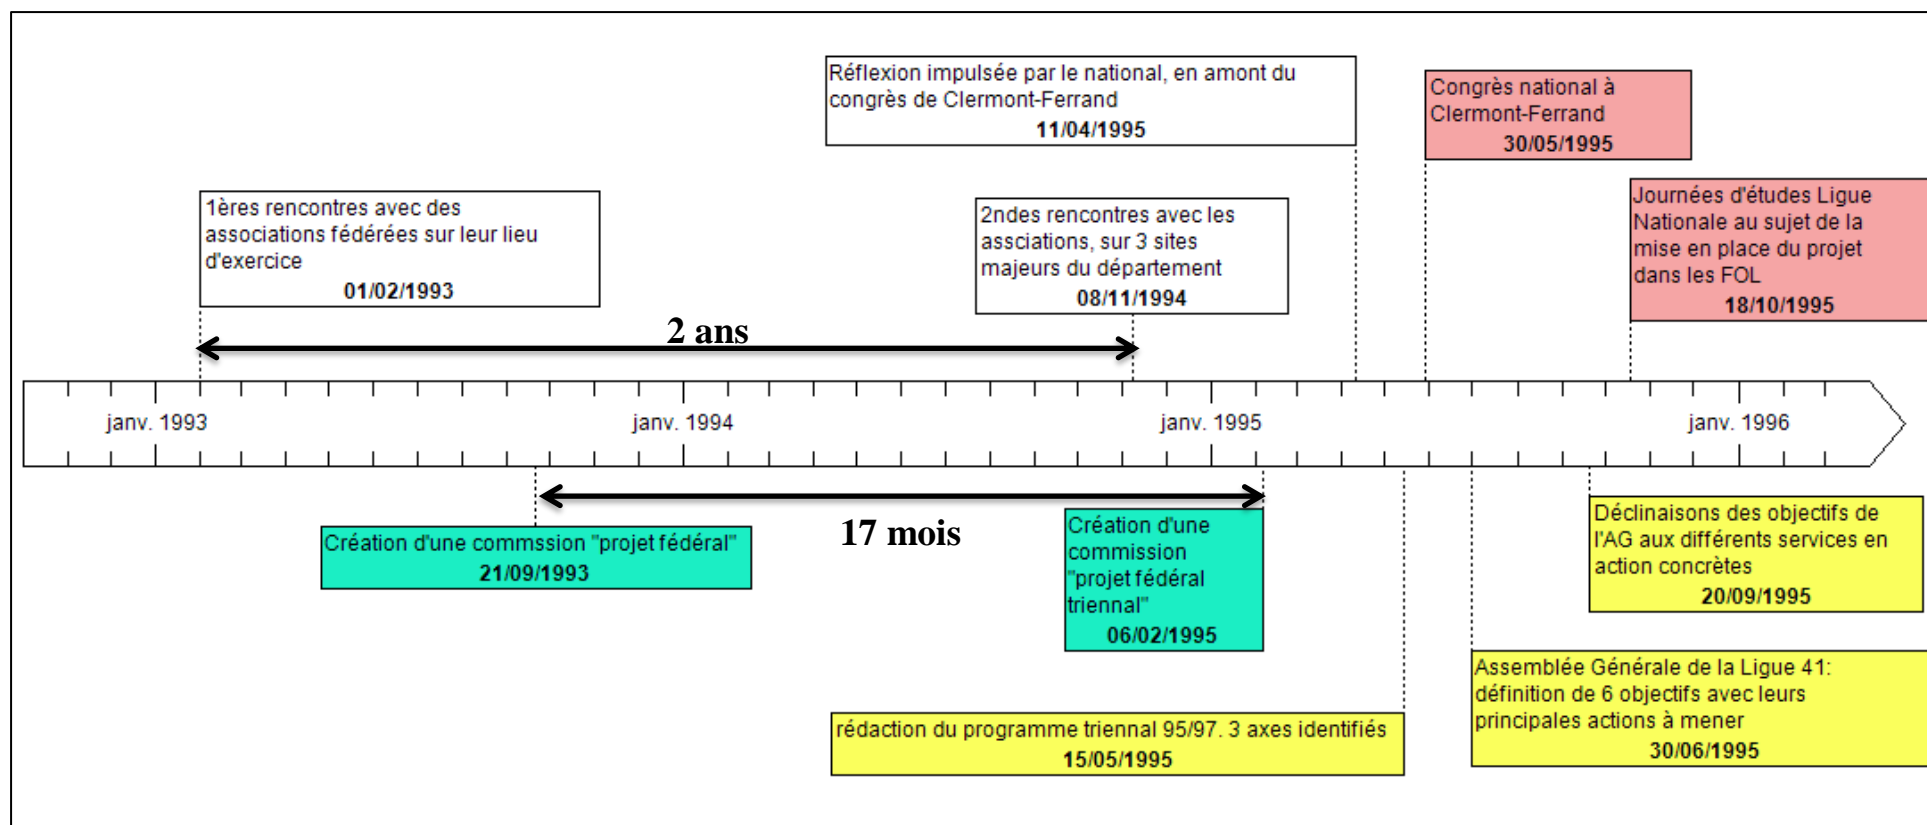 Réflexion impulsée par le national, en amont du
congrès de Clermont-Ferrand
11/04/1995
Congrès national à
Clermont-Ferrand
30/05/1995
1ères rencontres avec des
associations fédérées sur leur lieu
d'exercice
01/02/1993
2ndes rencontres avec les
assciations, sur 3 sites
majeurs du département
08/11/1994
Journées d'études Ligue
Nationale au sujet de la
mise en place du projet
dans les FOL
18/10/1995
2 ans
janv. 1993
janv. 1994
janv. 1995
janv. 1996
17 mois
Création d'une commssion "projet fédéral"
21/09/1993
Création d'une
commission
"projet fédéral
triennal"
06/02/1995
Déclinaisons des objectifs de
l'AG aux différents services en
action concrètes
20/09/1995
rédaction du programme triennal 95/97. 3 axes identifiés
15/05/1995
Assemblée Générale de la Ligue 41:
définition de 6 objectifs avec leurs
principales actions à mener
30/06/1995